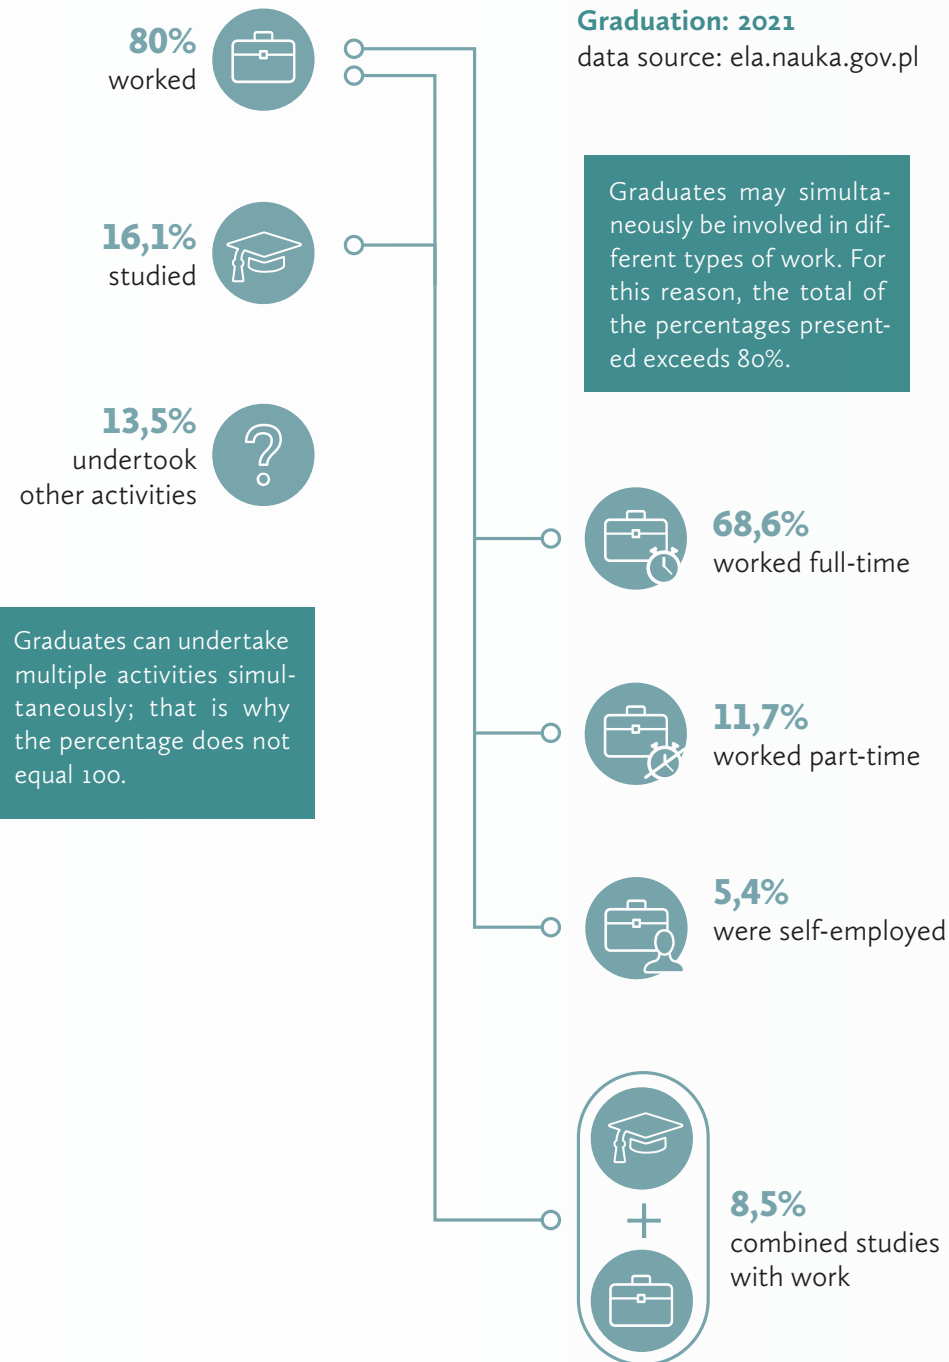 80%
worked
Graduation: 2021
data source: ela.nauka.gov.pl
Graduates may simulta-
neously be involved in dif-
ferent types of work. For
this reason, the total of
the percentages present-
ed exceeds 80%.
16,1%
studied
13,5%
undertook
other activities
Graduates can undertake
multiple activities simul-
taneously; that is why
the percentage does not
equal 100.
68,6%
worked full-time
11,7%
worked part-time
5,4%
were self-employed
8,5%
combined studies
with work